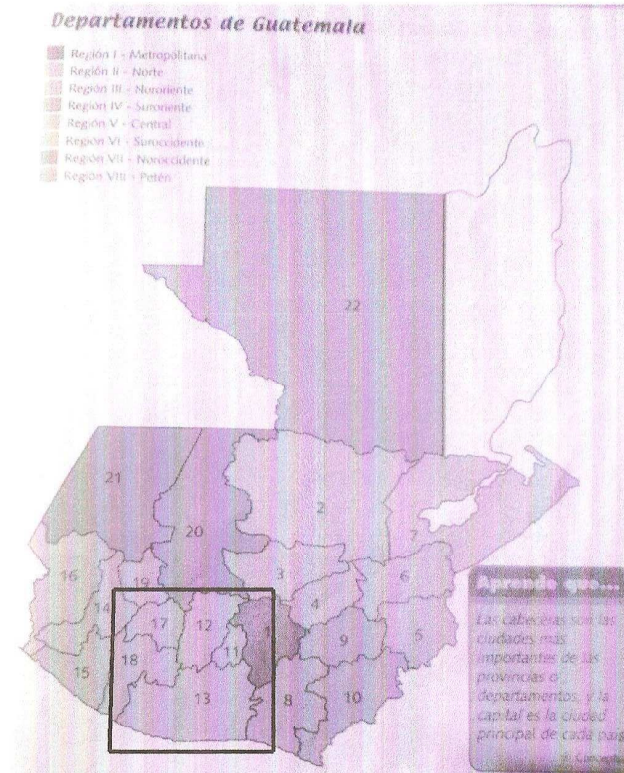 Departamentos de Guatemala
Región I - Metropolitana
Región II - Norte
Región III - Nororiente
Región IV - Suroriente
Región V - Central
Región VI - Suroccidente
Región VII - Noroccidente
Región VIII - Petén
22
21
20
2
7
16
19
3
6
14
4
17
12
1
9
5
18
11
15
13
8
10
Aprende
Las cabeceras son las
ciudades más
importantes de las
provincias o
departamentos, y la
capital es la ciudad
principal de cada país